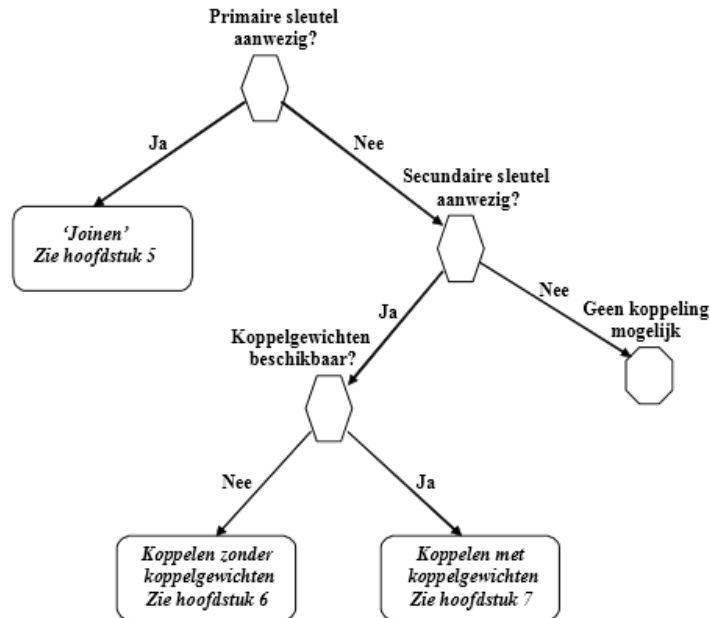 Primaire sleutel
aanwezig?
Ja
Nee
Secundaire sleutel
aanwezig?
‘Joinen’
Zie hoofdstuk 5
Ja
Nee
Geen koppeling
mogelijk
Koppelgewichten
beschikbaar?
Nee
Ja
Koppelen zonder
koppelgewichten
Zie hoofdstuk 6
Koppelen met
koppelgewichten
Zie hoofdstuk 7